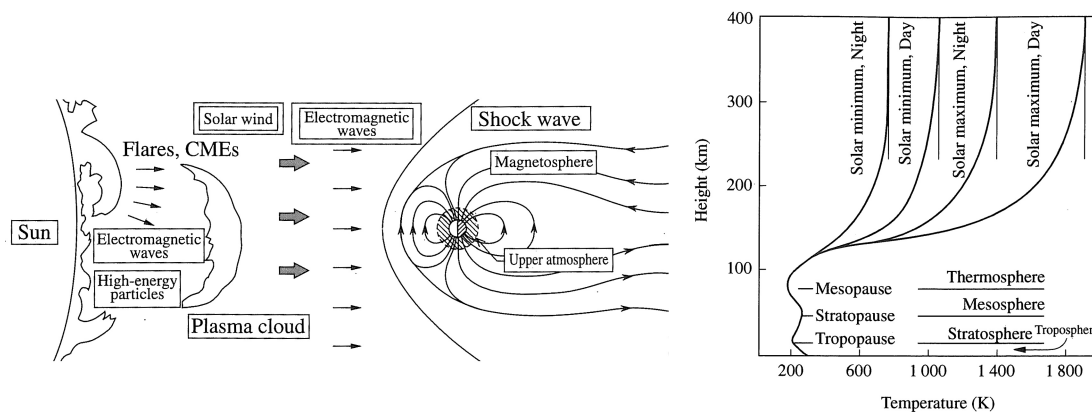 Solar wind
Electromagnetic
waves
Shock wave
Flares, CMEs
Magnetosphere
Sun
Electromagnetic
waves
High-energy
particles
Upper atmosphere
Plasma cloud
400
300
200
100
Height (km)
Solar minimum, Night
Solar minimum, Day
Solar maximum, Night
Solar maximum, Day
Thermosphere
Mesopause
Mesosphere
Stratopause
Stratosphere
Tropospher
Tropopause
200
600
1 000
1 400
1 800
Temperature (K)